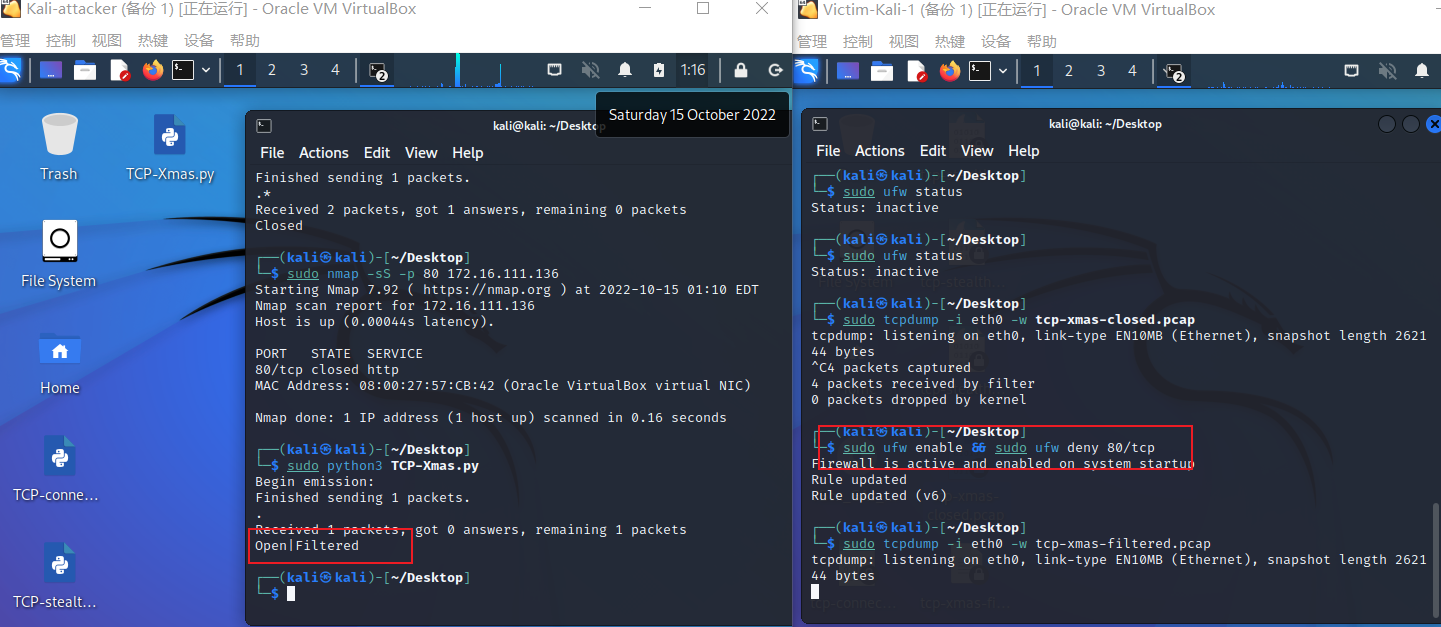 Kali-attacker (备份 1) [正在运行] - Oracle VM VirtualBox
管理 控制 视图 热键 设备 帮助
1 2 3 4 2 1:16
Saturday 15 October 2022
Trash
TCP-Xmas.py
File System
Home
TCP-conne...
TCP-stealt...
kali@kali: ~/Desktop
File Actions Edit View Help
Finished sending 1 packets.
.*
Received 2 packets, got 1 answers, remaining 0 packets
Closed
┌──(kali㉿kali)-[~/Desktop]
└─$ sudo nmap -sS -p 80 172.16.111.136
Starting Nmap 7.92 ( https://nmap.org ) at 2022-10-15 01:10 EDT
Nmap scan report for 172.16.111.136
Host is up (0.00044s latency).
PORT   STATE  SERVICE
80/tcp closed http
MAC Address: 08:00:27:57:CB:42 (Oracle VirtualBox virtual NIC)
Nmap done: 1 IP address (1 host up) scanned in 0.16 seconds
┌──(kali㉿kali)-[~/Desktop]
└─$ sudo python3 TCP-Xmas.py
Begin emission:
Finished sending 1 packets.
.
Received 1 packets, got 0 answers, remaining 1 packets
Open|Filtered
┌──(kali㉿kali)-[~/Desktop]
└─$
Victim-Kali-1 (备份 1) [正在运行] - Oracle VM VirtualBox
管理 控制 视图 热键 设备 帮助
1 2 3 4 2
kali@kali: ~/Desktop
File Actions Edit View Help
┌──(kali㉿kali)-[~/Desktop]
└─$ sudo ufw status
Status: inactive
┌──(kali㉿kali)-[~/Desktop]
└─$ sudo ufw status
Status: inactive
┌──(kali㉿kali)-[~/Desktop]
└─$ sudo tcpdump -i eth0 -w tcp-xmas-closed.pcap
tcpdump: listening on eth0, link-type EN10MB (Ethernet), snapshot length 2621
44 bytes
^C4 packets captured
4 packets received by filter
0 packets dropped by kernel
┌──(kali㉿kali)-[~/Desktop]
└─$ sudo ufw enable && sudo ufw deny 80/tcp
Firewall is active and enabled on system startup
Rule updated
Rule updated (v6)
┌──(kali㉿kali)-[~/Desktop]
└─$ sudo tcpdump -i eth0 -w tcp-xmas-filtered.pcap
tcpdump: listening on eth0, link-type EN10MB (Ethernet), snapshot length 2621
44 bytes